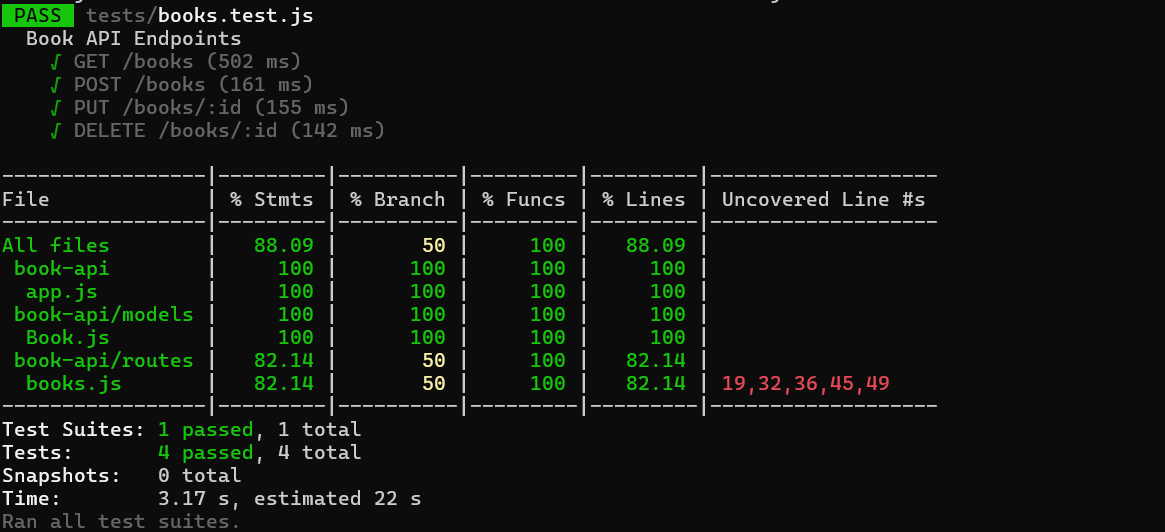 PASS tests/books.test.js
  Book API Endpoints
    √ GET /books (502 ms)
    √ POST /books (161 ms)
    √ PUT /books/:id (155 ms)
    √ DELETE /books/:id (142 ms)
-----------------|---------|----------|---------|---------|-------------------
File             | % Stmts | % Branch | % Funcs | % Lines | Uncovered Line #s
-----------------|---------|----------|---------|---------|-------------------
All files        |   88.09 |       50 |     100 |   88.09 |
 book-api        |     100 |      100 |     100 |     100 |
  app.js         |     100 |      100 |     100 |     100 |
 book-api/models |     100 |      100 |     100 |     100 |
  Book.js        |     100 |      100 |     100 |     100 |
 book-api/routes |   82.14 |       50 |     100 |   82.14 |
  books.js       |   82.14 |       50 |     100 |   82.14 | 19,32,36,45,49
-----------------|---------|----------|---------|---------|-------------------
Test Suites: 1 passed, 1 total
Tests:       4 passed, 4 total
Snapshots:   0 total
Time:        3.17 s, estimated 22 s
Ran all test suites.